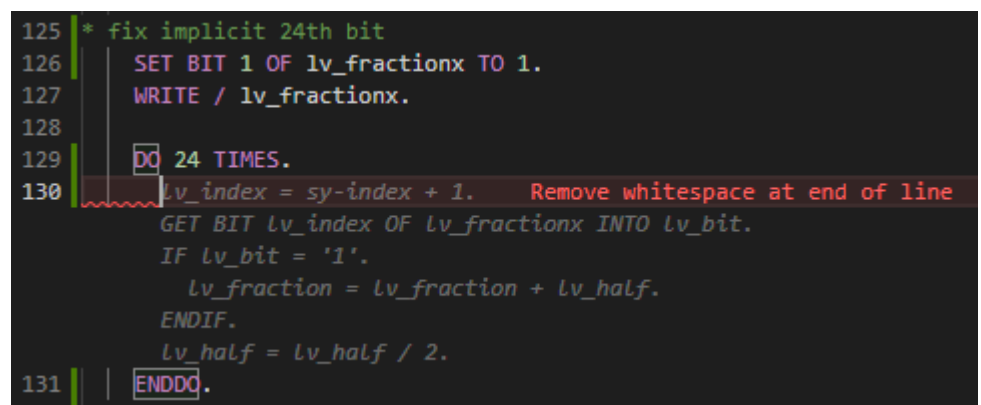 125 * fix implicit 24th bit
126 SET BIT 1 OF lv_fractionx TO 1.
127 WRITE / lv_fractionx.
128
129 DO 24 TIMES.
130 lv_index = sy-index + 1. Remove whitespace at end of line
GET BIT lv_index OF lv_fractionx INTO lv_bit.
IF lv_bit = '1'.
lv_fraction = lv_fraction + lv_half.
ENDIF.
lv_half = lv_half / 2.
131 ENDDO.